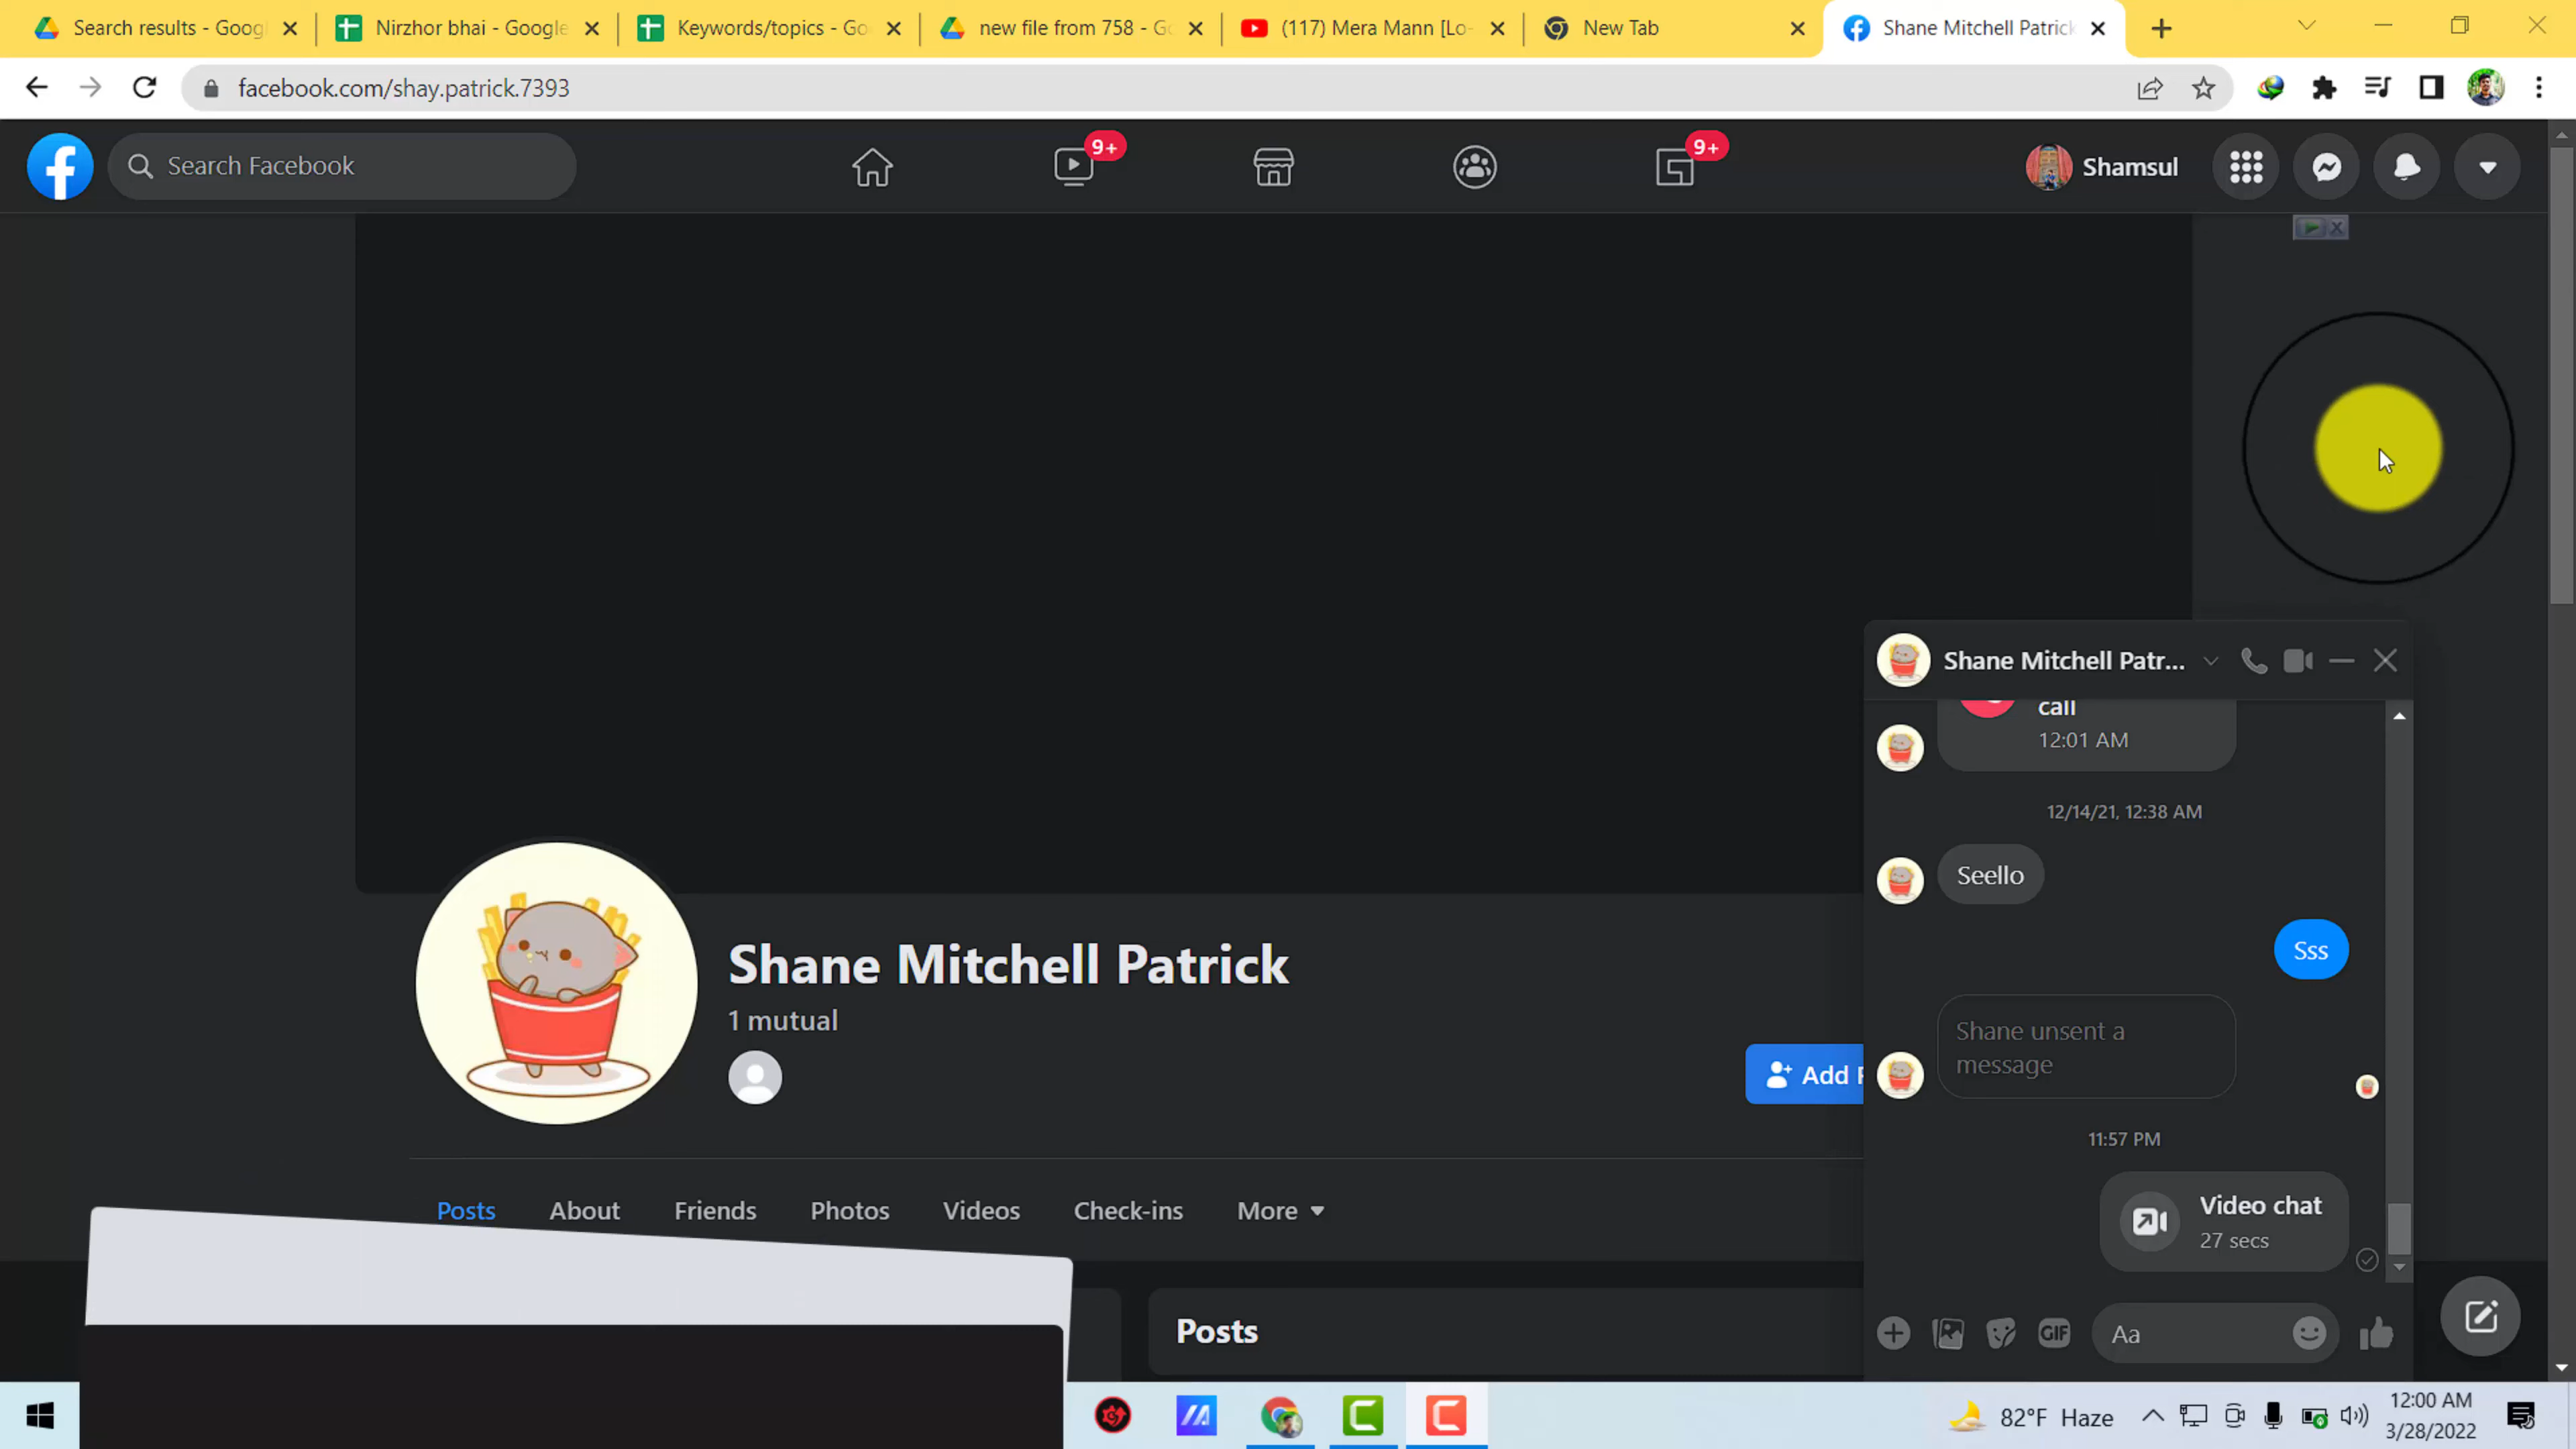 Search results - Googl
Nirzhor bhai - Google
Keywords/topics - Go
new file from 758 - Go
(117) Mera Mann [Lo-
New Tab
Shane Mitchell Patrick
facebook.com/shay.patrick.7393
Search Facebook
9+
9+
Shamsul
Shane Mitchell Patr...
call
12:01 AM
12/14/21, 12:38 AM
Seello
Sss
Shane unsent a
message
11:57 PM
Video chat
27 secs
GIF
Aa
Shane Mitchell Patrick
1 mutual
Add F
Posts
About
Friends
Photos
Videos
Check-ins
More
Posts
82°F Haze
12:00 AM
3/28/2022